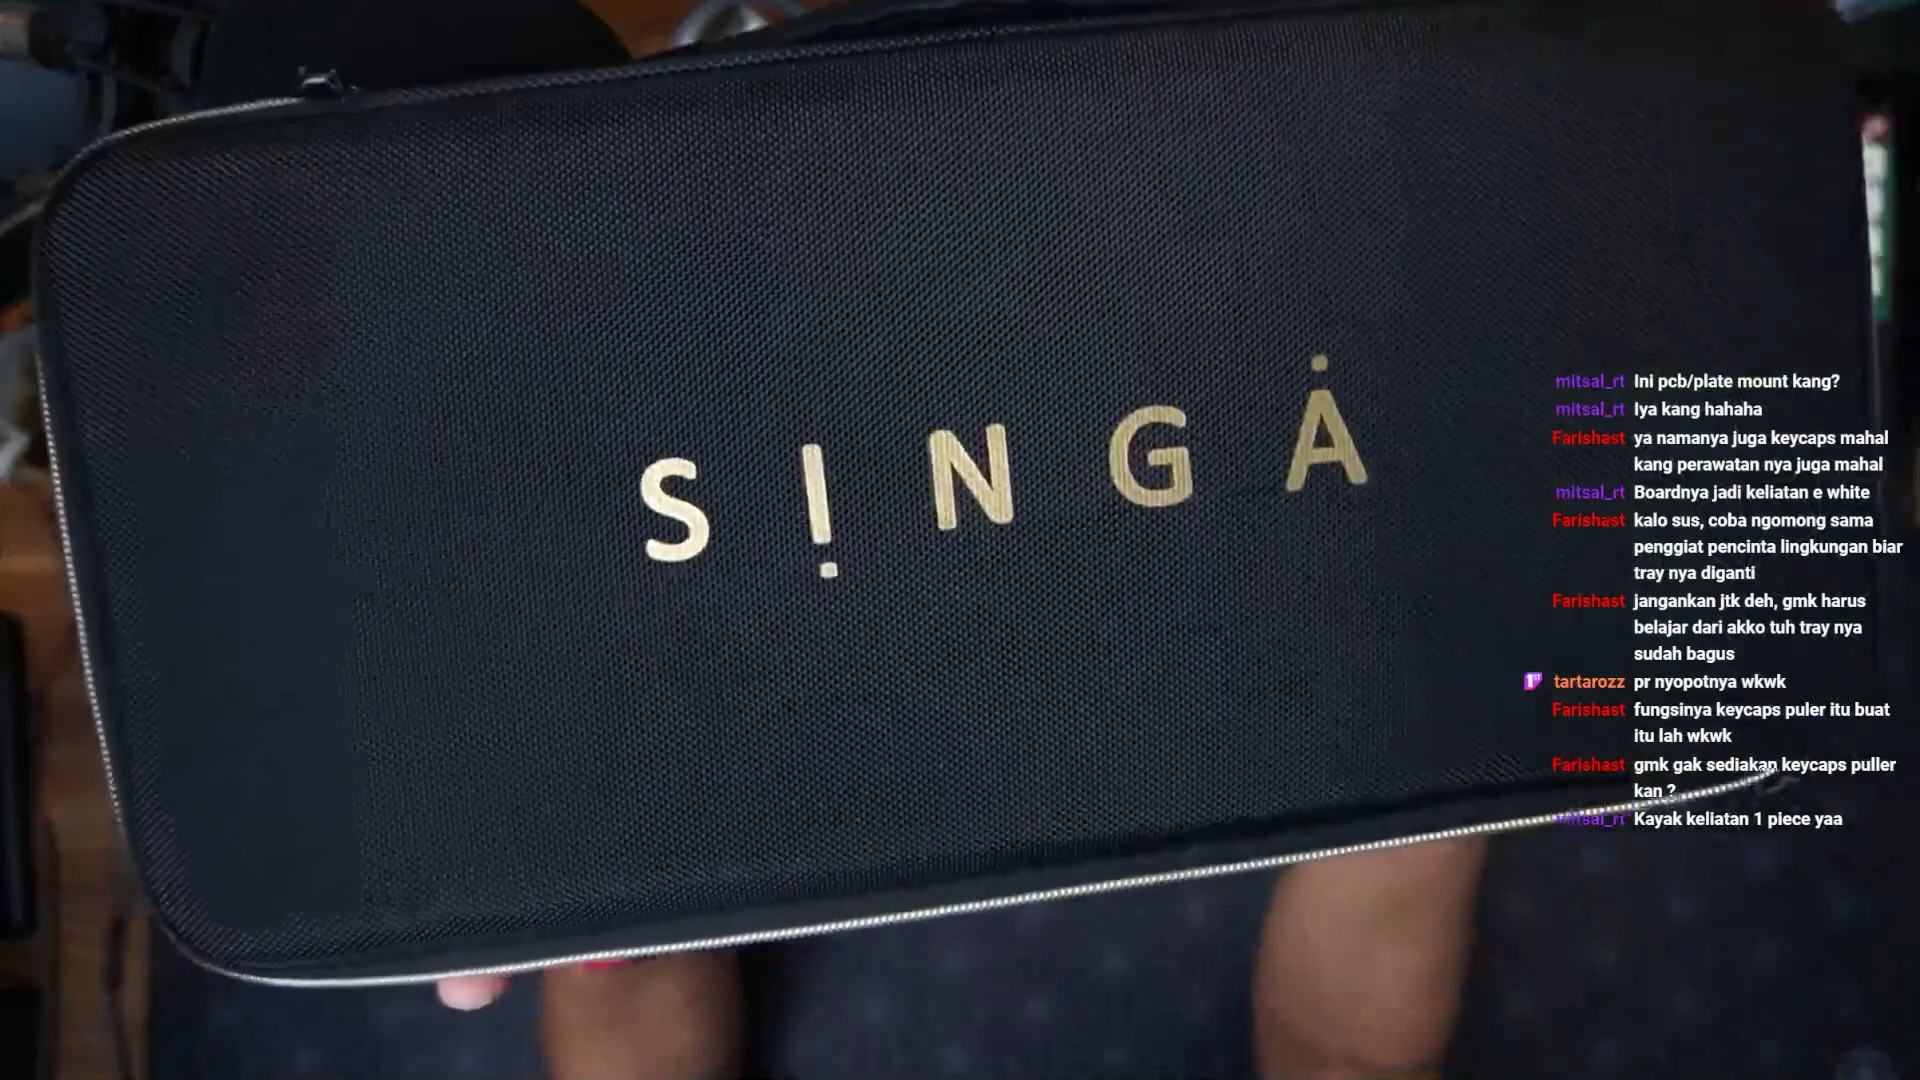 SỊNGȦ
mitsal_rt Ini pcb/plate mount kang?
mitsal_rt Iya kang hahaha
Farishast ya namanya juga keycaps mahal
kang perawatan nya juga mahal
mitsal_rt Boardnya jadi keliatan e white
Farishast kalo sus, coba ngomong sama
penggiat pencinta lingkungan biar
tray nya diganti
Farishast jangankan jtk deh, gmk harus
belajar dari akko tuh tray nya
sudah bagus
tartarozz pr nyopotnya wkwk
Farishast fungsinya keycaps puler itu buat
itu lah wkwk
Farishast gmk gak sediakan keycaps puller
kan ?
mitsal_rt Kayak keliatan 1 piece yaa